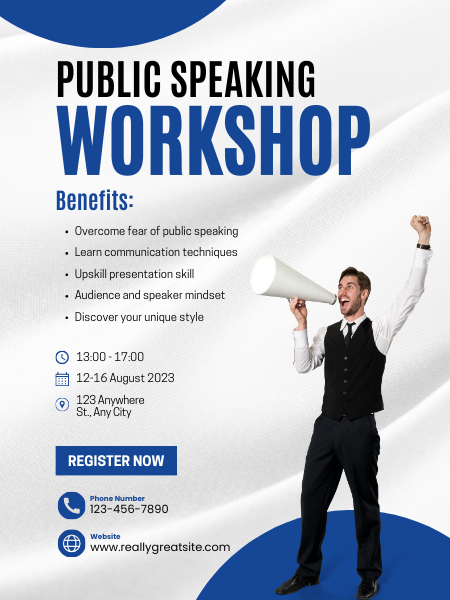 PUBLIC SPEAKING
WORKSHOP
Benefits:
• Overcome fear of public speaking
• Learn communication techniques
• Upskill presentation skill
• Audience and speaker mindset
• Discover your unique style
13:00 - 17:00
12-16 August 2023
123 Anywhere
St., Any City
REGISTER NOW
Phone Number
123-456-7890
Website
www.reallygreatsite.com